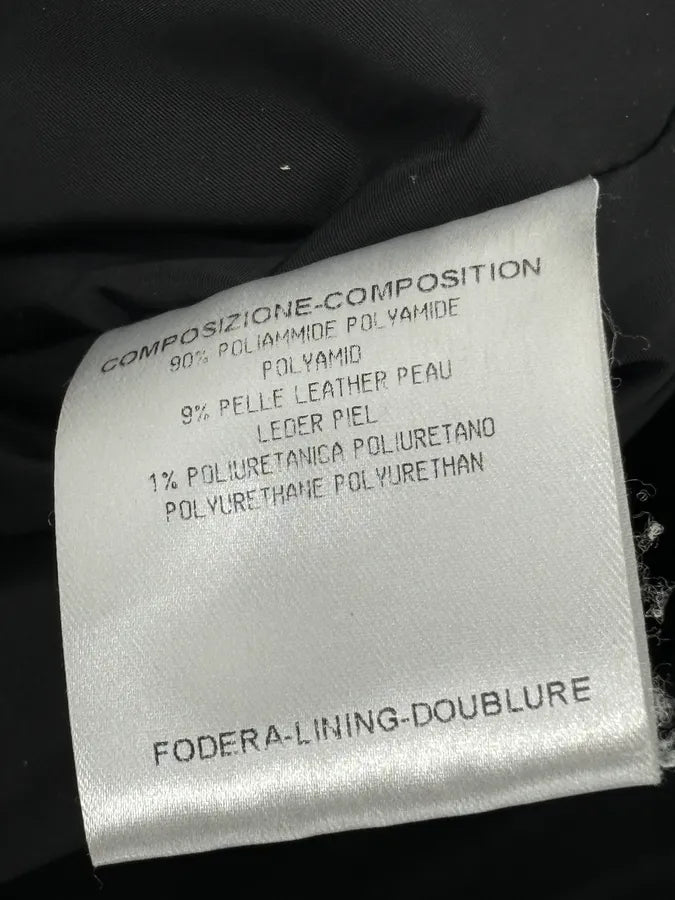 COMPOSIZIONE-COMPOSITION
90% POLIAMMIDE POLYAMIDE
POLYAMID
9% PELLE LEATHER PEAU
LEDER PIEL
1% POLIURETANICA POLIURETANO
POLYURETHANE POLYURETHAN
FODERA-LINING-DOUBLURE